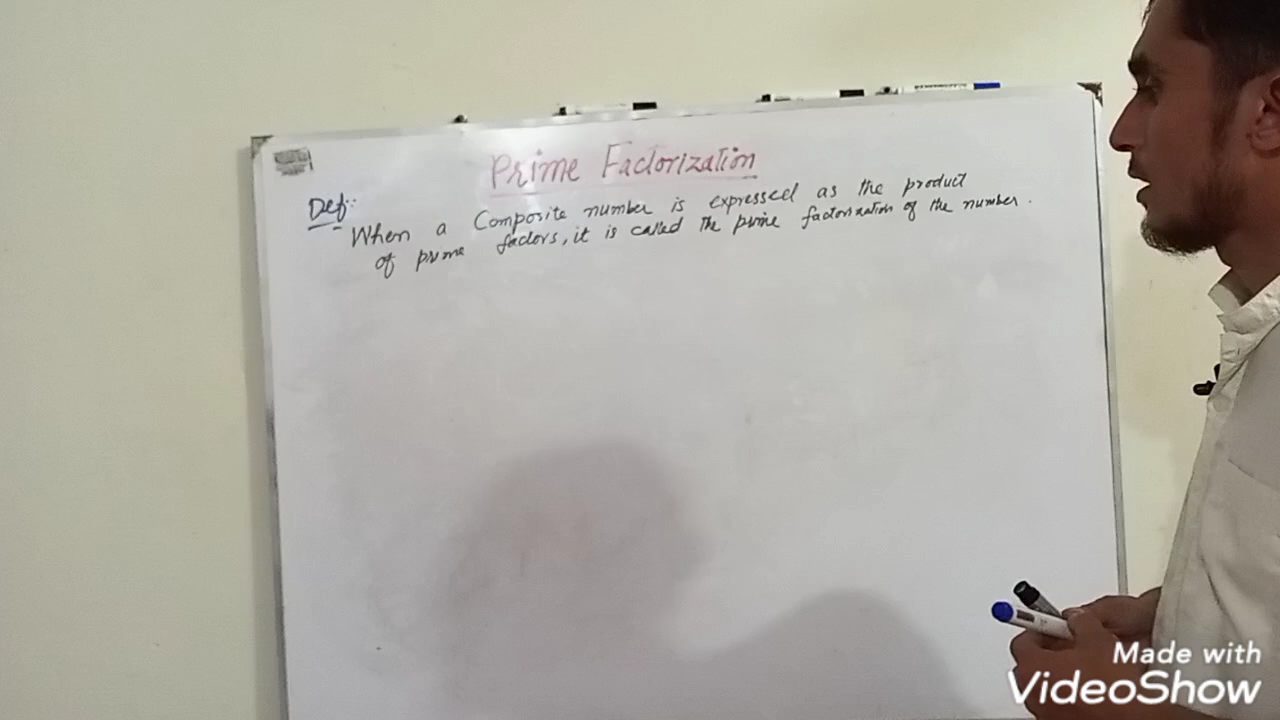 Prime Factorization
Def:
When a Composite number is expressed as the product
of prime factors, it is called the prime factorization of the number.
Made with
VideoShow